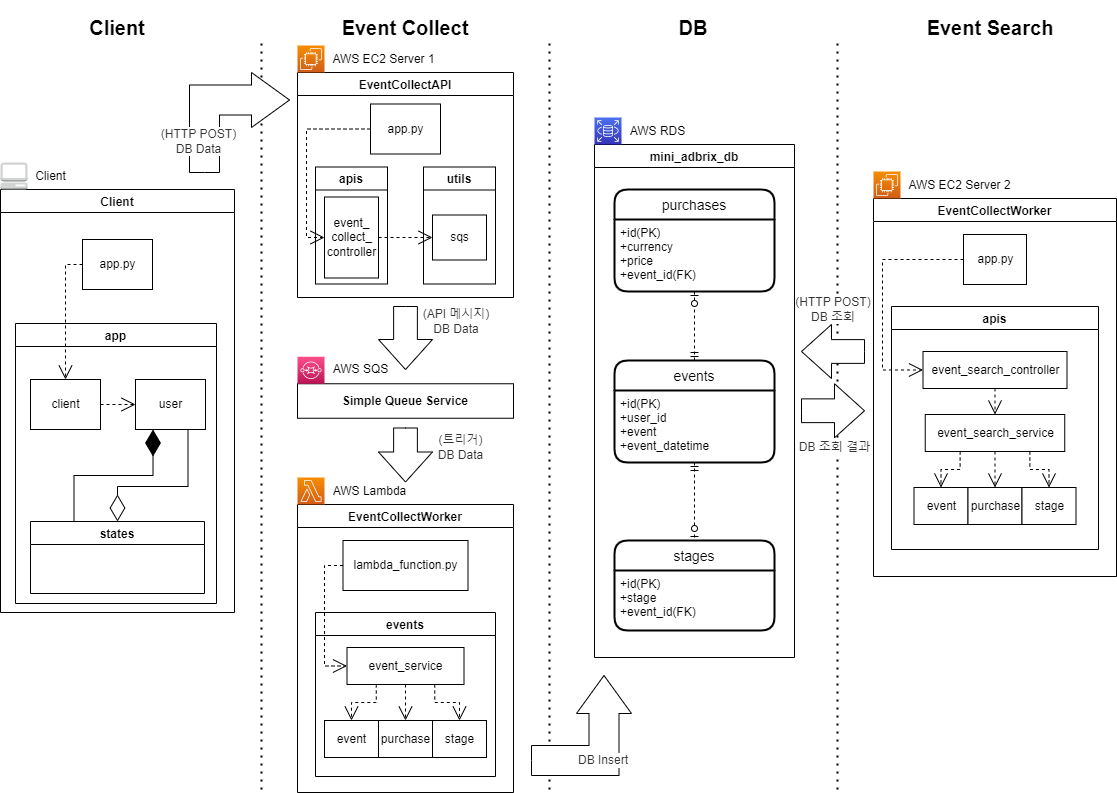 Client
Event Collect
DB
Event Search
Client
Client
app.py
app
client
user
states
(HTTP POST)
DB Data
AWS EC2 Server 1
EventCollectAPI
app.py
apis
event_
collect_
controller
utils
sqs
(API 메시지)
DB Data
AWS SQS
Simple Queue Service
(트리거)
DB Data
AWS Lambda
EventCollectWorker
lambda_function.py
events
event_service
event
purchase
stage
DB Insert
AWS RDS
mini_adbrix_db
purchases
+id(PK)
+currency
+price
+event_id(FK)
events
+id(PK)
+user_id
+event
+event_datetime
stages
+id(PK)
+stage
+event_id(FK)
(HTTP POST)
DB 조회
DB 조회 결과
AWS EC2 Server 2
EventCollectWorker
app.py
apis
event_search_controller
event_search_service
event
purchase
stage